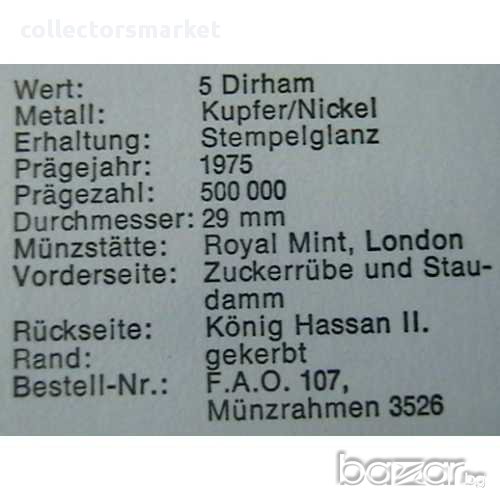 collectorsmarket
Wert: 5 Dirham
Metall: Kupfer/Nickel
Erhaltung: Stempelglanz
Prägejahr: 1975
Prägezahl: 500 000
Durchmesser: 29 mm
Münzstätte: Royal Mint, London
Vorderseite: Zuckerrübe und Stau-
damm
Rückseite: König Hassan II.
Rand: gekerbt
Bestell-Nr.: F.A.O. 107,
Münzrahmen 3526
bazar.bg